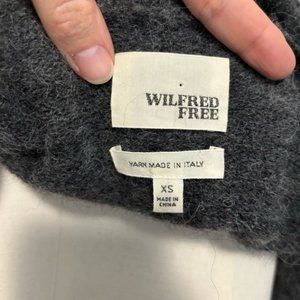 WILFRED
FREE
YARN MADE IN ITALY
XS
MADE IN
CHINA